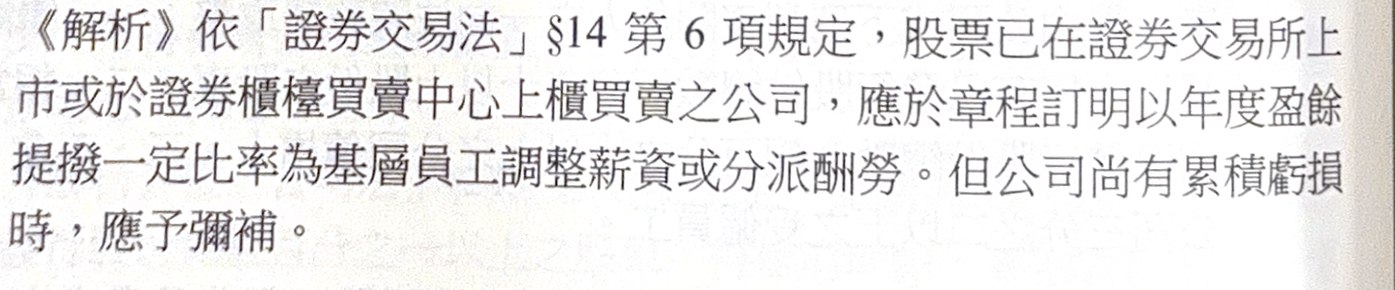 《解析》依「證券交易法」§14 第 6 項規定，股票已在證券交易所上
市或於證券櫃檯買賣中心上櫃買賣之公司，應於章程訂明以年度盈餘
提撥一定比率為基層員工調整薪資或分派酬勞。但公司尚有累積虧損
時，應予彌補。